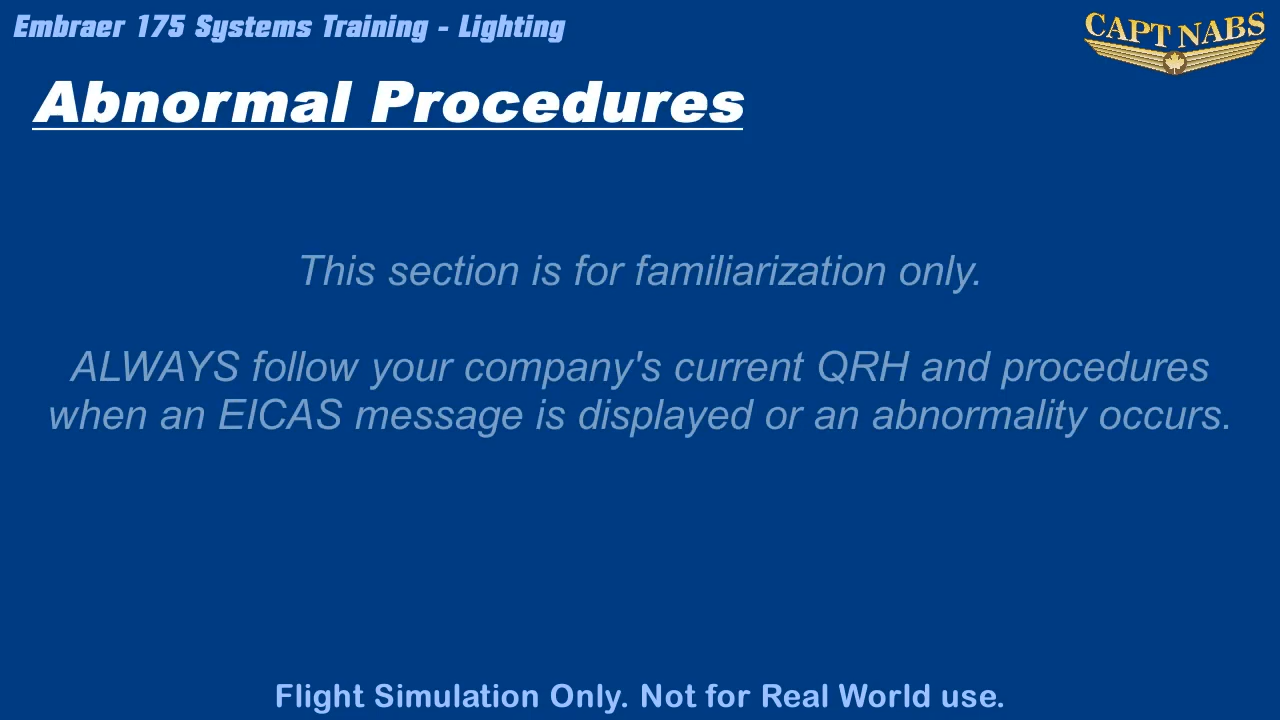 Embraer 175 Systems Training - Lighting
CAPT NABS
Abnormal Procedures
This section is for familiarization only.
ALWAYS follow your company's current QRH and procedures
when an EICAS message is displayed or an abnormality occurs.
Flight Simulation Only. Not for Real World use.